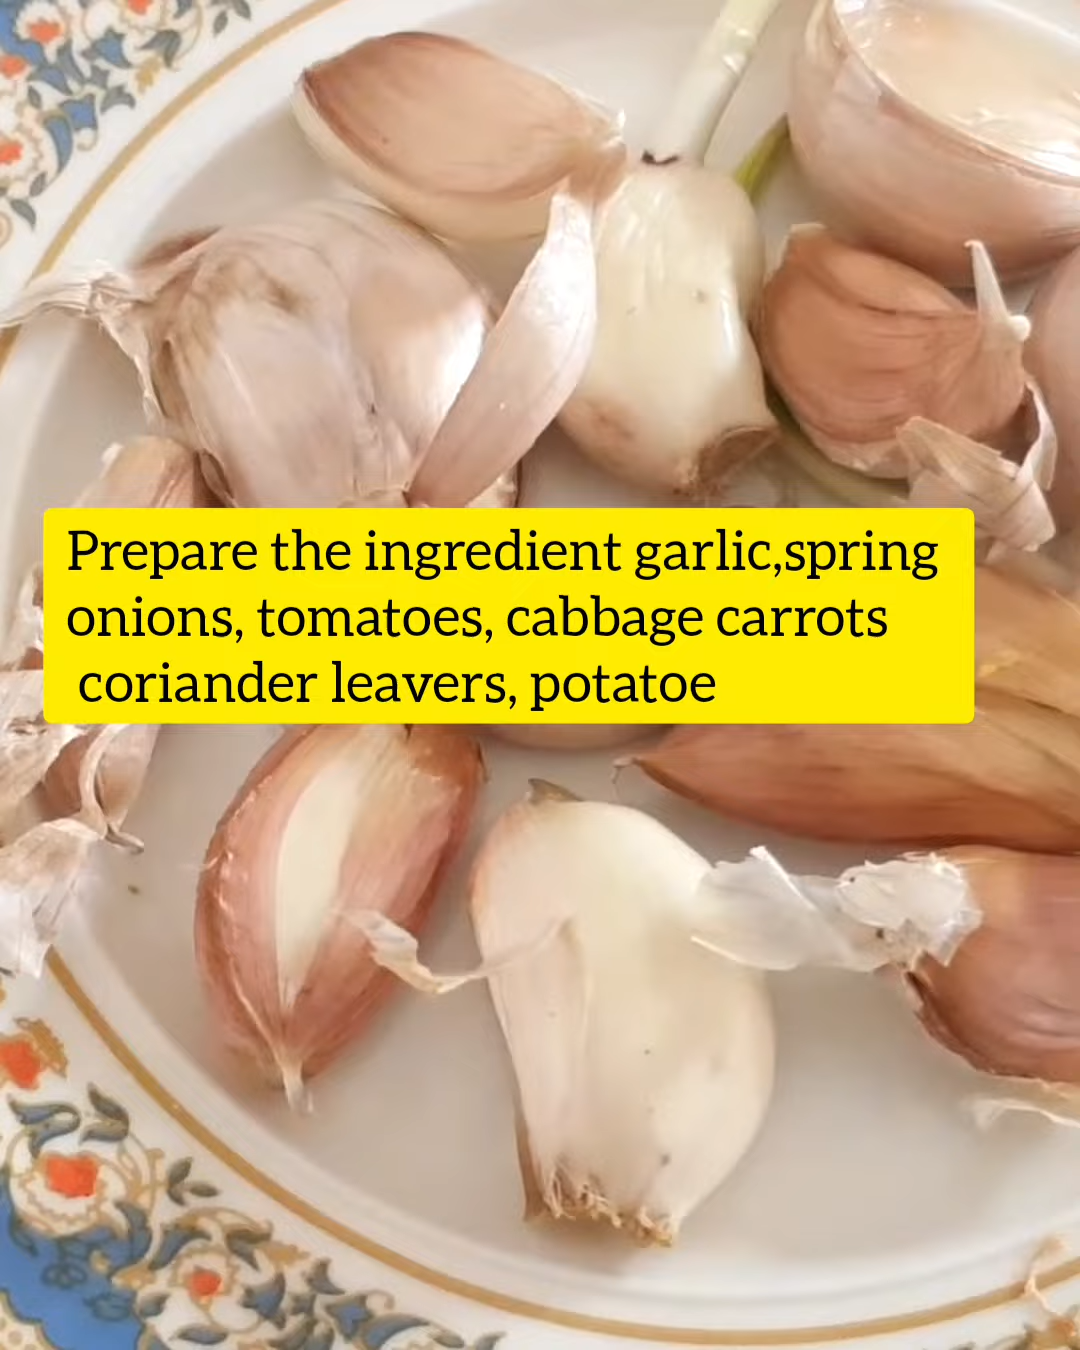 Prepare the ingredient garlic,spring
onions, tomatoes, cabbage carrots
coriander leavers, potatoe